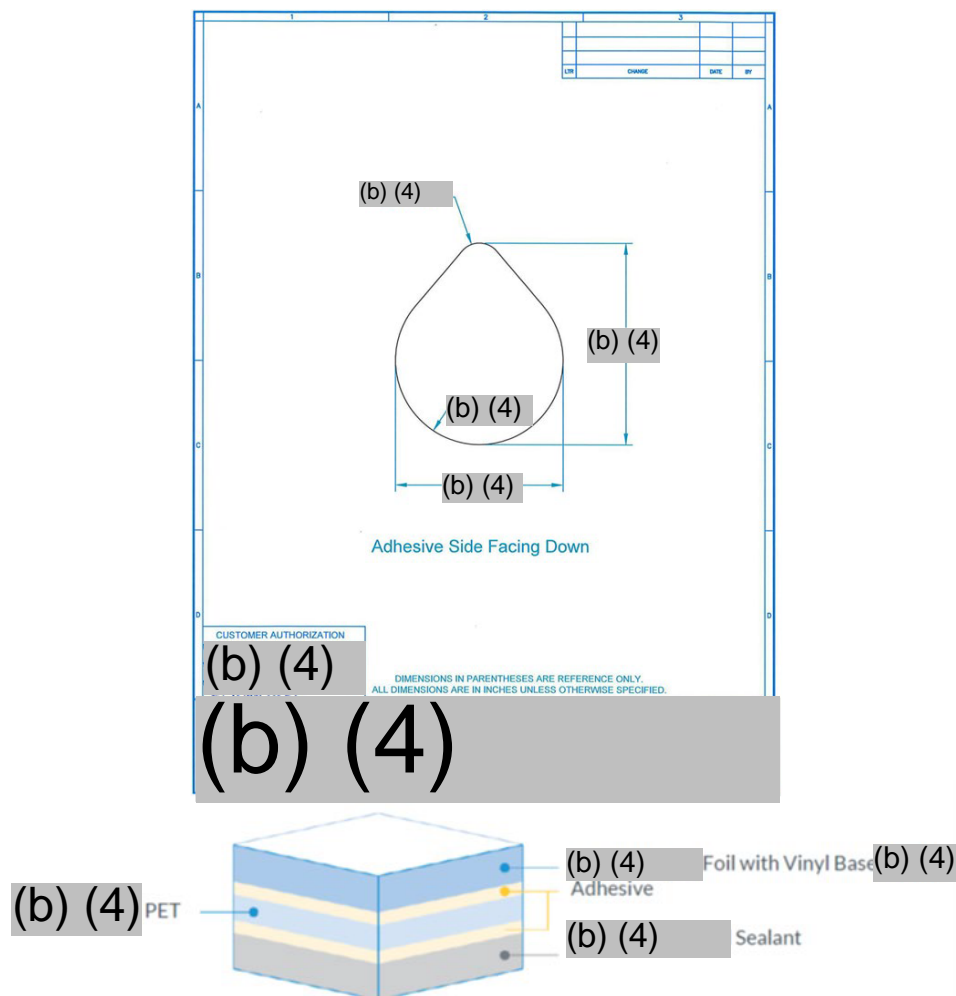 1 2 3
LTR CHANGE DATE BY
A A
(b) (4)
B B
(b) (4)
(b) (4)
C C
(b) (4)
Adhesive Side Facing Down
D D
CUSTOMER AUTHORIZATION
(b) (4)
DIMENSIONS IN PARENTHESES ARE REFERENCE ONLY.
ALL DIMENSIONS ARE IN INCHES UNLESS OTHERWISE SPECIFIED.
(b) (4)
(b) (4) Foil with Vinyl Base (b) (4)
Adhesive
(b) (4) PET
(b) (4) Sealant